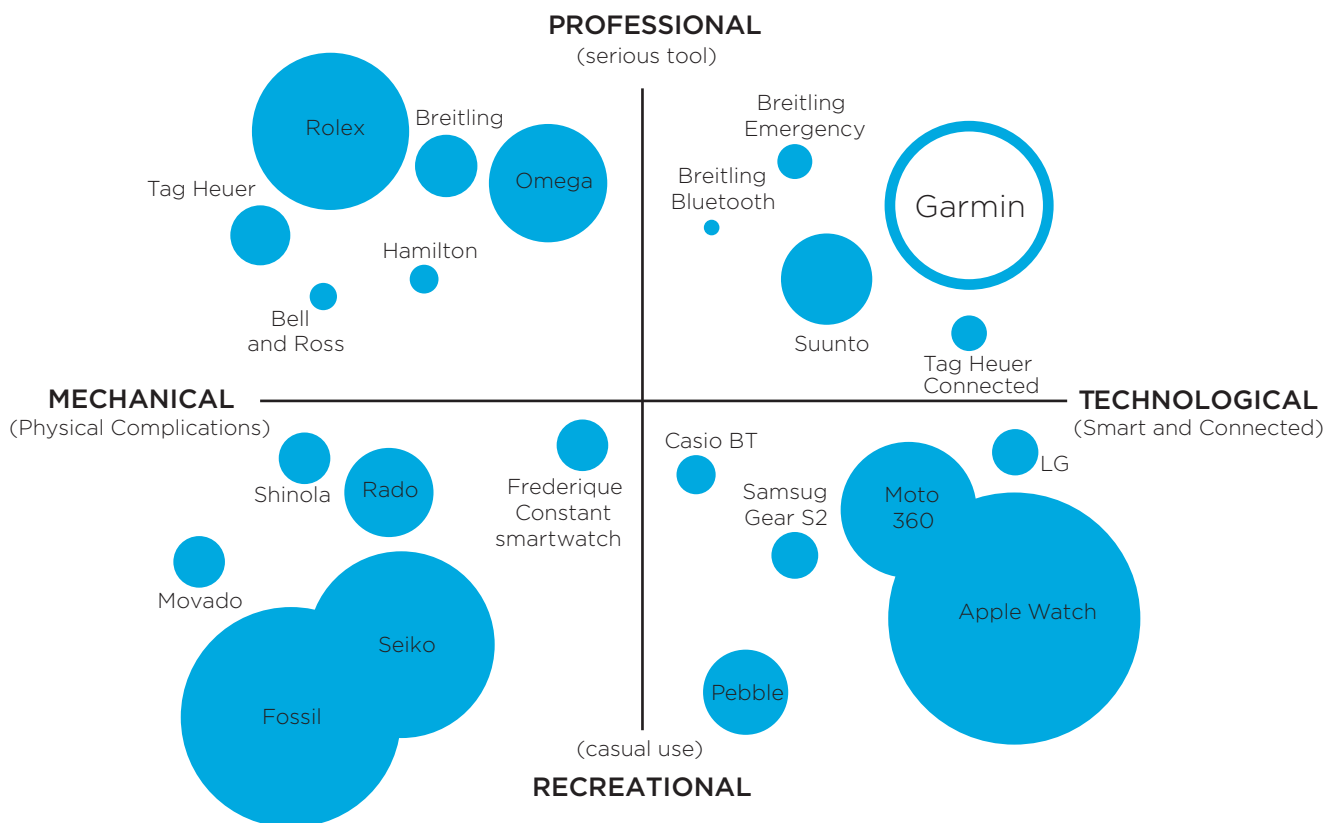 PROFESSIONAL
(serious tool)
Rolex
Breitling
Omega
Tag Heuer
Hamilton
Bell
and Ross
Breitling
Emergency
Breitling
Bluetooth
Garmin
Suunto
Tag Heuer
Connected
MECHANICAL
(Physical Complications)
TECHNOLOGICAL
(Smart and Connected)
Shinola
Rado
Frederique
Constant
smartwatch
Movado
Seiko
Fossil
Casio BT
Samsug
Gear S2
Moto
360
LG
Apple Watch
Pebble
(casual use)
RECREATIONAL